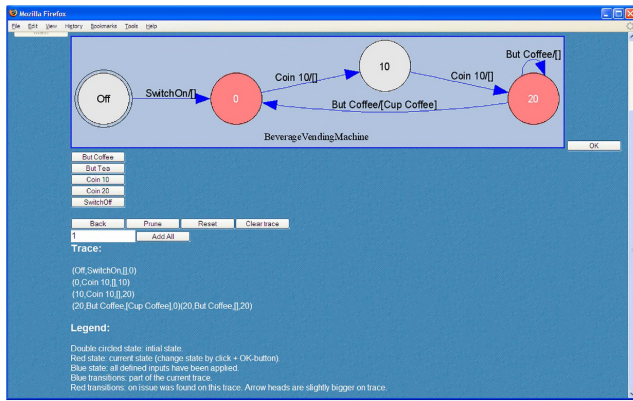 Mozilla Firefox
File Edit View History Bookmarks Tools Help
SwitchOn/[]
Coin 10/[]
Coin 10/[]
But Coffee/[]
But Coffee/[Cup Coffee]
Off
0
10
20
BeverageVendingMachine
OK
But Coffee
But Tea
Coin 10
Coin 20
SwitchOff
Back Prune Reset Clear trace
1 Add All
Trace:
(Off,SwitchOn,[],0)
(0,Coin 10,[],10)
(10,Coin 10,[],20)
(20,But Coffee,[Cup Coffee],0)(20,But Coffee,[],20)
Legend:
Double circled state: intial state
Red state: current state (change state by click + OK-button)
Blue state: all defined inputs have been applied.
Blue transitions: part of the current trace.
Red transitions: on issue was found on this trace. Arrow heads are slightly bigger on trace.